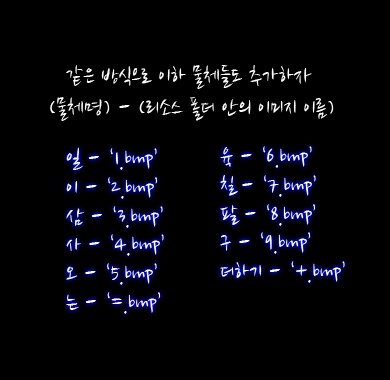 같은 방식으로 이하 물체들도 추가하자
(물체명) - (리소스 폴더 안의 이미지 이름)
일 - '1.bmp'
이 - '2.bmp'
삼 - '3.bmp'
사 - '4.bmp'
오 - '5.bmp'
는 - '=.bmp'
육 - '6.bmp'
칠 - '7.bmp'
팔 - '8.bmp'
구 - '9.bmp'
더하기 - '+.bmp'